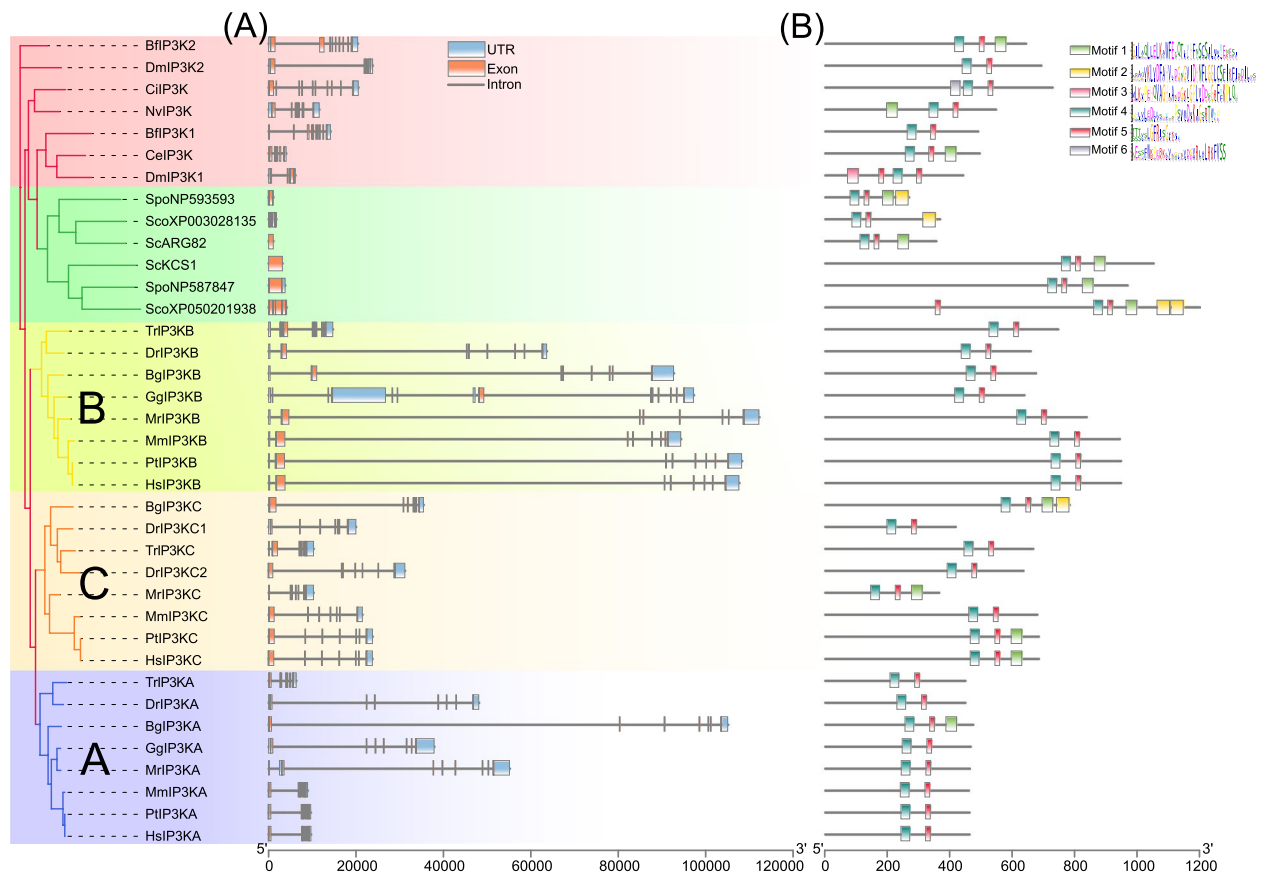 (A)
(B)
BfIP3K2
DmIP3K2
CiIP3K
NvIP3K
BfIP3K1
CeIP3K
DmIP3K1
SpoNP593593
ScoXP003028135
ScARG82
ScKCS1
SpoNP587847
ScoXP050201938
TrIP3KB
DrIP3KB
BgIP3KB
GgIP3KB
MrIP3KB
MmIP3KB
PtIP3KB
HsIP3KB
BgIP3KC
DrIP3KC1
TrIP3KC
DrIP3KC2
MrIP3KC
MmIP3KC
PtIP3KC
HsIP3KC
TrIP3KA
DrIP3KA
BgIP3KA
GgIP3KA
MrIP3KA
MmIP3KA
PtIP3KA
HsIP3KA
B
C
A
UTR
Exon
Intron
Motif 1
Motif 2
Motif 3
Motif 4
Motif 5
Motif 6
5' 3' 5' 3'
0 20000 40000 60000 80000 100000 120000
0 200 400 600 800 1000 1200